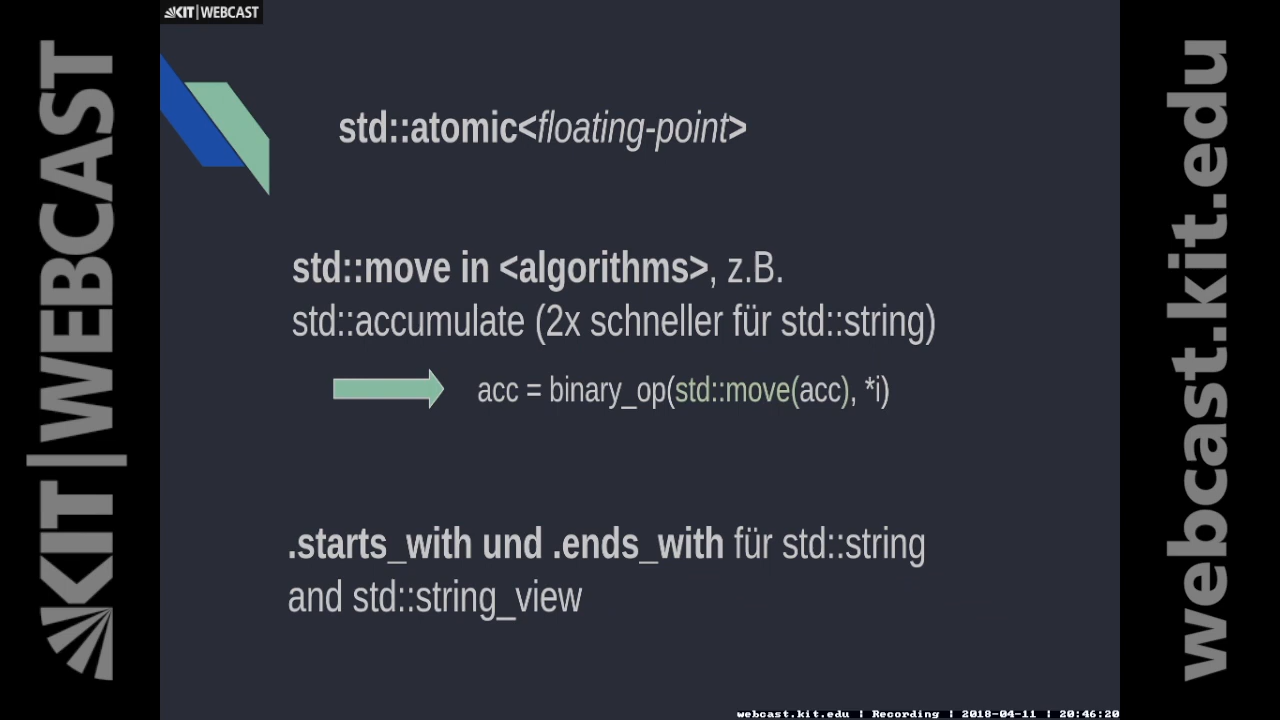 KIT|WEBCAST
KIT|WEBCAST
std::atomic<floating-point>
std::move in <algorithms>, z.B.
std::accumulate (2x schneller für std::string)
acc = binary_op(std::move(acc), *i)
.starts_with und .ends_with für std::string
and std::string_view
webcast.kit.edu
webcast.kit.edu | Recording | 2018-04-11 | 20:46:20